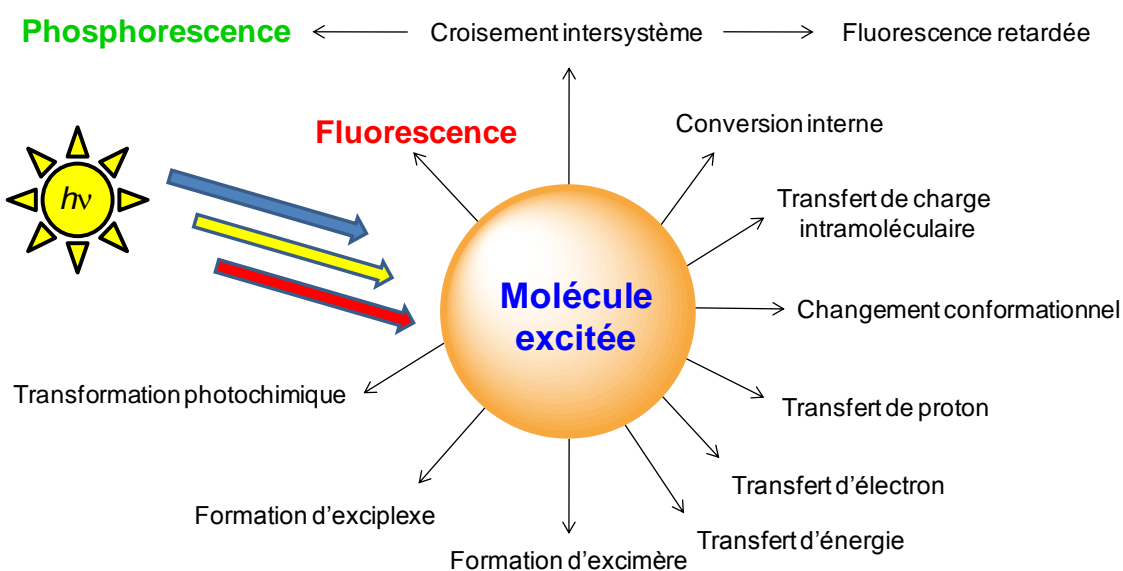 Phosphorescence
Croisement intersystème
Fluorescence retardée
Fluorescence
Conversion interne
hν
Transfert de charge
intramoléculaire
Molécule
excitée
Changement conformationnel
Transformation photochimique
Transfert de proton
Transfert d'électron
Formation d'exciplexe
Transfert d'énergie
Formation d'excimère